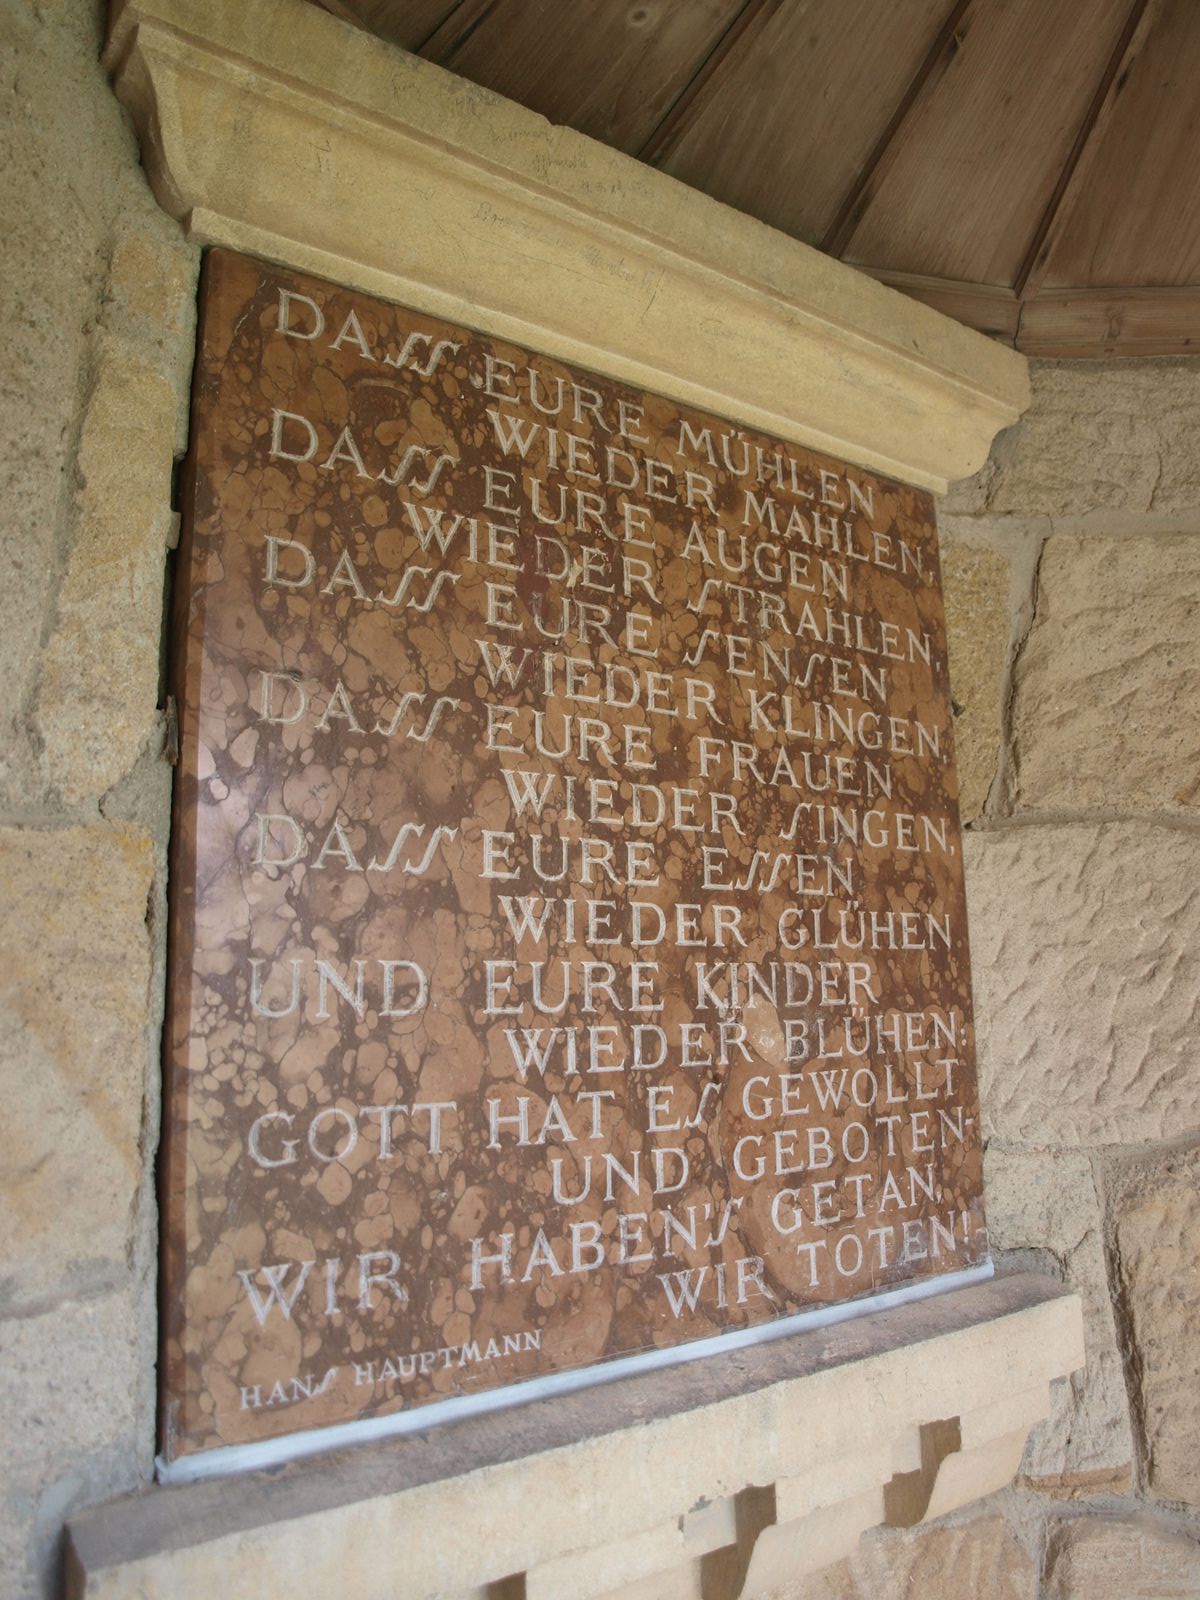 DASS EURE MÜHLEN
WIEDER MAHLEN,
DASS EURE AUGEN
WIEDER STRAHLEN,
DASS EURE SENSEN
WIEDER KLINGEN,
DASS EURE FRAUEN
WIEDER SINGEN,
DASS EURE ESSEN
WIEDER GLÜHEN
UND EURE KINDER
WIEDER BLÜHEN:
GOTT HAT ES GEWOLLT
UND GEBOTEN-
WIR HABEN'S GETAN,
WIR TOTEN!
HANS HAUPTMANN